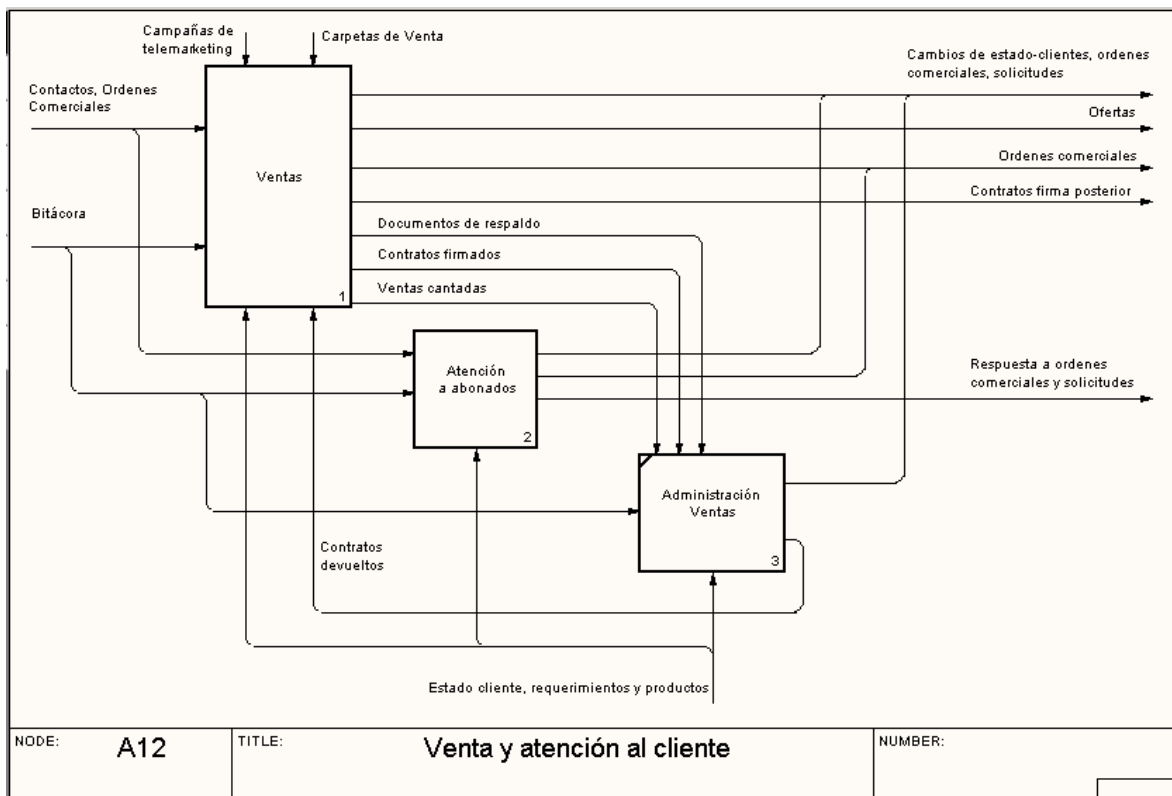 Campañas de
telemarketing
Carpetas de Venta
Cambios de estado-clientes, ordenes
comerciales, solicitudes
Contactos, Ordenes
Comerciales
Ofertas
Ventas
Ordenes comerciales
Contratos firma posterior
Bitácora
Documentos de respaldo
Contratos firmados
Ventas cantadas
1
Respuesta a ordenes
comerciales y solicitudes
Atención
a abonados
2
Administración
Ventas
3
Contratos
devueltos
Estado cliente, requerimientos y productos
NODE:
A12
TITLE:
Venta y atención al cliente
NUMBER: